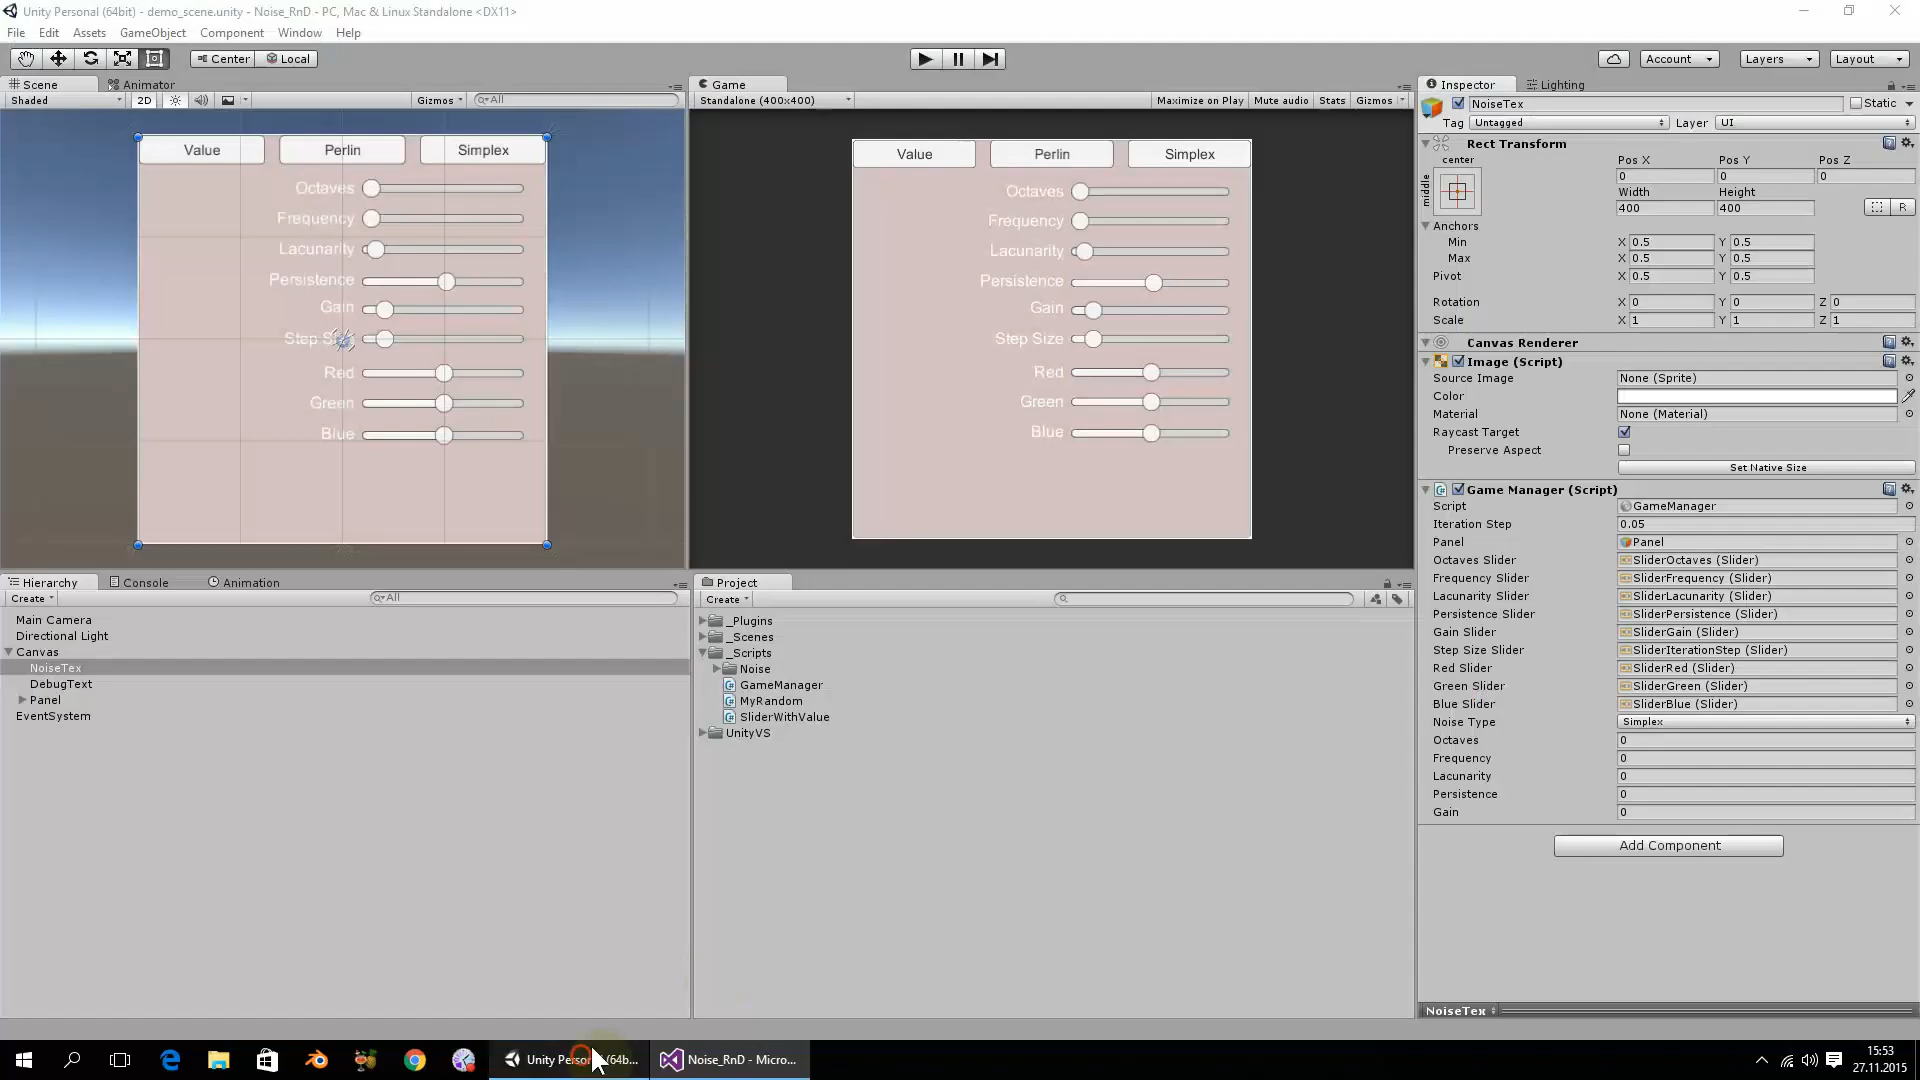 Unity Personal (64bit) - demo_scene.unity - Noise_RnD - PC, Mac & Linux Standalone <DX11>
File Edit Assets GameObject Component Window Help
Center Local Account Layers Layout
Scene Animator
Shaded 2D Gizmos All
Value Perlin Simplex
Octaves
Frequency
Lacunarity
Persistence
Gain
Step
Red
Green
Blue
Game
Standalone (400x400) Maximize on Play Mute audio Stats Gizmos
Value Perlin Simplex
Octaves
Frequency
Lacunarity
Persistence
Gain
Step Size
Red
Green
Blue
Hierarchy Console Animation
Create All
Main Camera
Directional Light
Canvas
NoiseTex
DebugText
Panel
EventSystem
Project
Create
_Plugins
_Scenes
_Scripts
Noise
GameManager
MyRandom
SliderWithValue
UnityVS
Inspector Lighting
NoiseTex Static
Tag Untagged Layer UI
Rect Transform
center Pos X Pos Y Pos Z
0 0 0
middle Width Height
400 400 R
Anchors
Min X 0.5 Y 0.5
Max X 0.5 Y 0.5
Pivot X 0.5 Y 0.5
Rotation X 0 Y 0 Z 0
Scale X 1 Y 1 Z 1
Canvas Renderer
Image (Script)
Source Image None (Sprite)
Color
Material None (Material)
Raycast Target
Preserve Aspect
Set Native Size
Game Manager (Script)
Script GameManager
Iteration Step 0.05
Panel Panel
Octaves Slider SliderOctaves (Slider)
Frequency Slider SliderFrequency (Slider)
Lacunarity Slider SliderLacunarity (Slider)
Persistence Slider SliderPersistence (Slider)
Gain Slider SliderGain (Slider)
Step Size Slider SliderIterationStep (Slider)
Red Slider SliderRed (Slider)
Green Slider SliderGreen (Slider)
Blue Slider SliderBlue (Slider)
Noise Type Simplex
Octaves 0
Frequency 0
Lacunarity 0
Persistence 0
Gain 0
Add Component
NoiseTex
Unity (64b... Noise_RnD - Micro...
15:53
27.11.2015